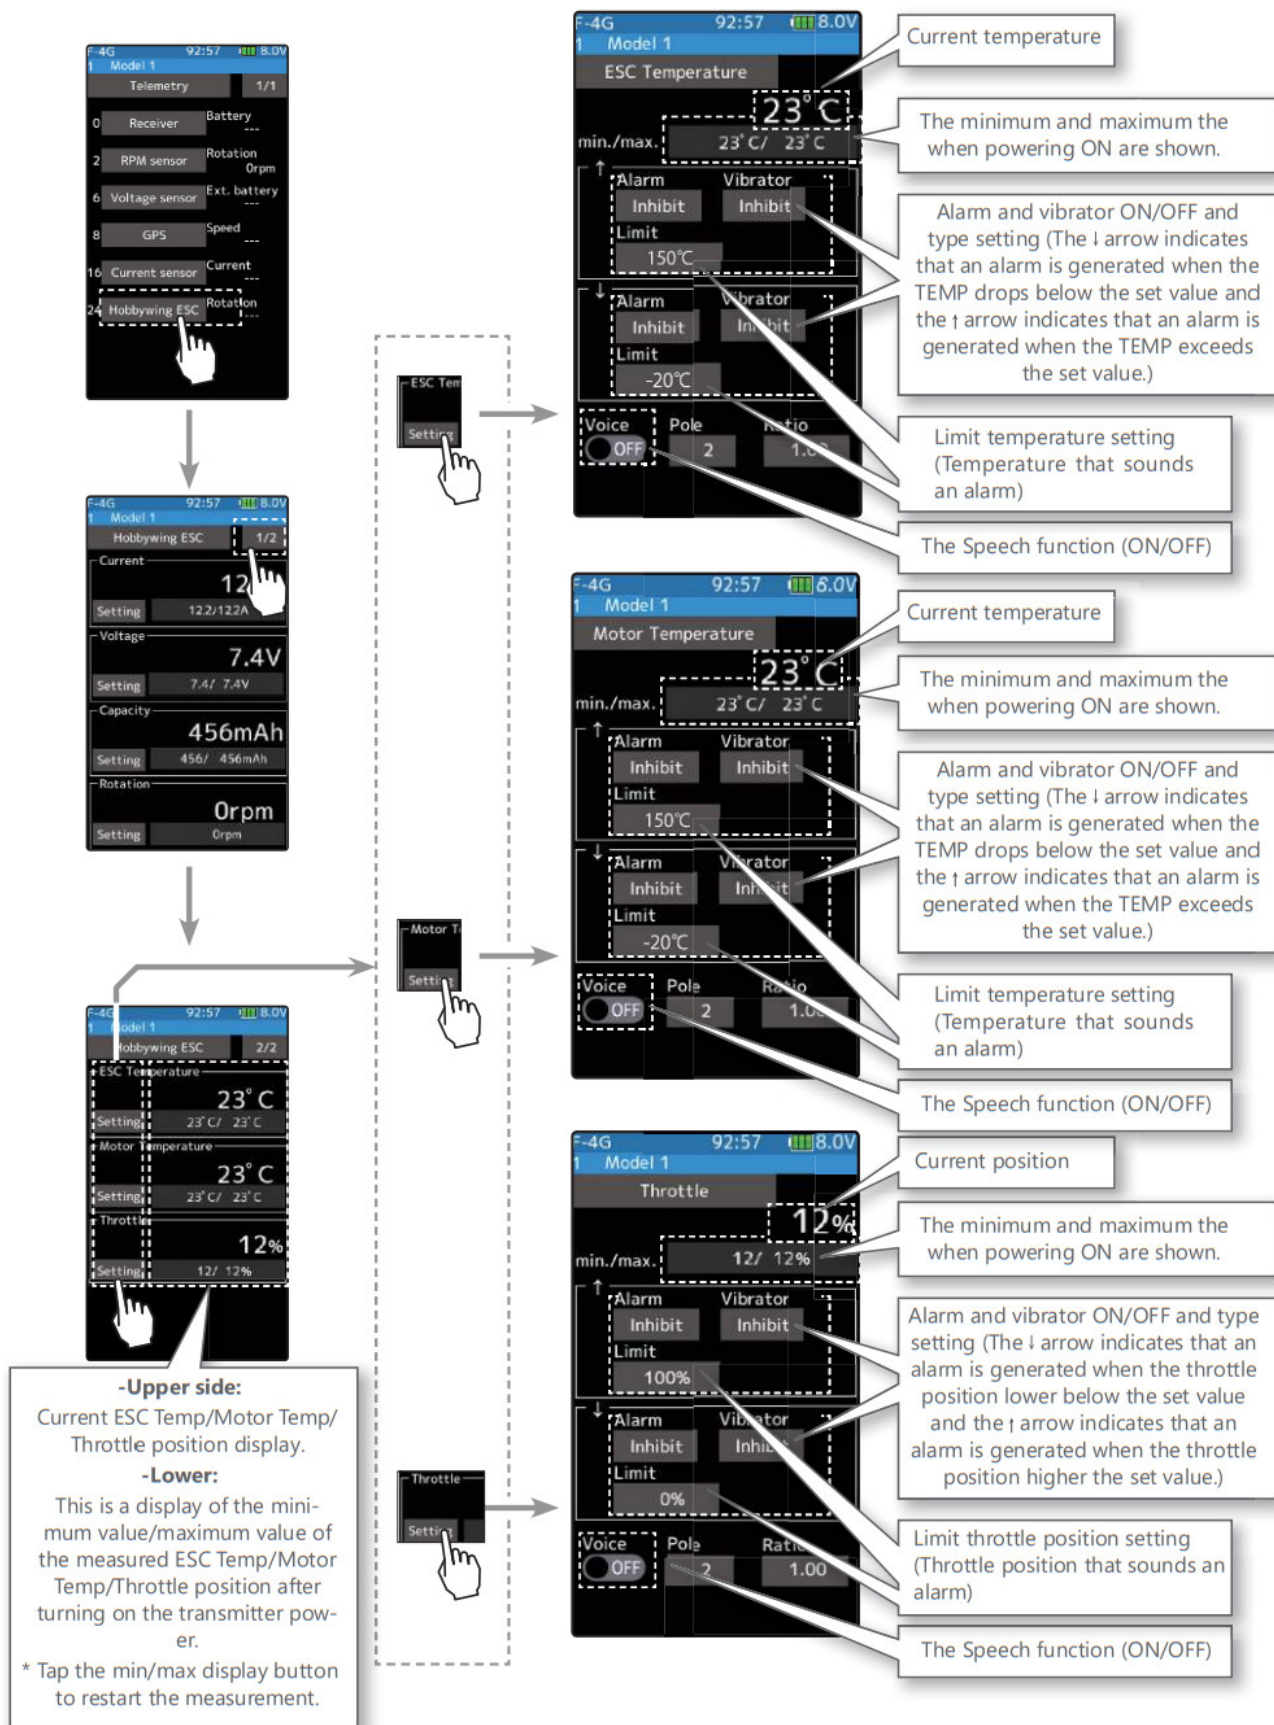 F-4G 92:57 8.0V
1 Model 1
Telemetry 1/1
0 Receiver Battery ---
2 RPM sensor Rotation 0rpm
6 Voltage sensor Ext. battery ---
8 GPS Speed ---
16 Current sensor Current ---
24 Hobbywing ESC Rotation ---
F-4G 92:57 8.0V
1 Model 1
Hobbywing ESC 1/2
Current
12
Setting 122/122A
Voltage
7.4V
Setting 7.4/ 7.4V
Capacity
456mAh
Setting 456/ 456mAh
Rotation
0rpm
Setting 0rpm
F-4G 92:57 8.0V
1 Model 1
Hobbywing ESC 2/2
ESC Temperature
23°C
Setting 23°C/ 23°C
Motor Temperature
23°C
Setting 23°C/ 23°C
Throttle
12%
Setting 12/ 12%
-Upper side:
Current ESC Temp/Motor Temp/
Throttle position display.
-Lower:
This is a display of the mini-
mum value/maximum value of
the measured ESC Temp/Motor
Temp/Throttle position after
turning on the transmitter pow-
er.
* Tap the min/max display button
to restart the measurement.
ESC Tem
Setting
Motor T
Setting
Throttle
Setting
F-4G 92:57 8.0V
1 Model 1
ESC Temperature
23°C
min./max. 23°C/ 23°C
↑ Alarm Vibrator
Inhibit Inhibit
Limit
150℃
↓ Alarm Vibrator
Inhibit Inhibit
Limit
-20℃
Voice Pole Ratio
OFF 2 1.00
Current temperature
The minimum and maximum the
when powering ON are shown.
Alarm and vibrator ON/OFF and
type setting (The ↓ arrow indicates
that an alarm is generated when the
TEMP drops below the set value and
the ↑ arrow indicates that an alarm is
generated when the TEMP exceeds
the set value.)
Limit temperature setting
(Temperature that sounds
an alarm)
The Speech function (ON/OFF)
F-4G 92:57 6.0V
1 Model 1
Motor Temperature
23°C
min./max. 23°C/ 23°C
↑ Alarm Vibrator
Inhibit Inhibit
Limit
150℃
↓ Alarm Vibrator
Inhibit Inhibit
Limit
-20℃
Voice Pole Ratio
OFF 2 1.00
Current temperature
The minimum and maximum the
when powering ON are shown.
Alarm and vibrator ON/OFF and
type setting (The ↓ arrow indicates
that an alarm is generated when the
TEMP drops below the set value and
the ↑ arrow indicates that an alarm is
generated when the TEMP exceeds
the set value.)
Limit temperature setting
(Temperature that sounds
an alarm)
The Speech function (ON/OFF)
F-4G 92:57 8.0V
1 Model 1
Throttle
12%
min./max. 12/ 12%
↑ Alarm Vibrator
Inhibit Inhibit
Limit
100%
↓ Alarm Vibrator
Inhibit Inhibit
Limit
0%
Voice Pole Ratio
OFF 2 1.00
Current position
The minimum and maximum the
when powering ON are shown.
Alarm and vibrator ON/OFF and type
setting (The ↓ arrow indicates that an
alarm is generated when the throttle
position lower below the set value
and the ↑ arrow indicates that an
alarm is generated when the throttle
position higher the set value.)
Limit throttle position setting
(Throttle position that sounds an
alarm)
The Speech function (ON/OFF)